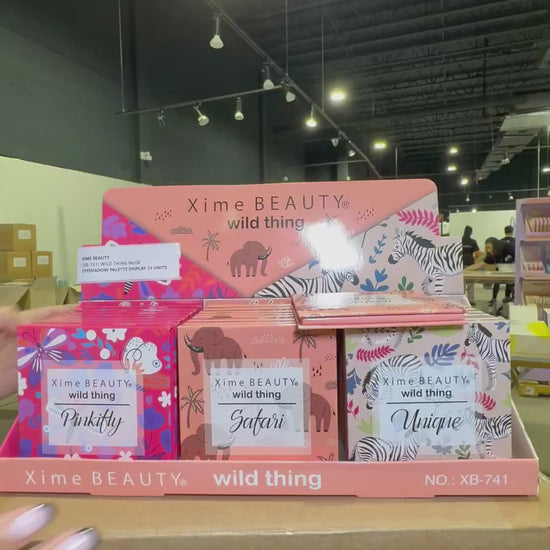 Xime BEAUTY®
wild thing
XIME BEAUTY
(XB-741) WILD THING NUDE
EYESHADOW PALETTE DISPLAY 24 UNITS
Xime BEAUTY®
wild thing
Pinkifly
Xime BEAUTY®
wild thing
Safari
Xime BEAUTY®
wild thing
Unique
Xime BEAUTY® wild thing NO.: XB-741